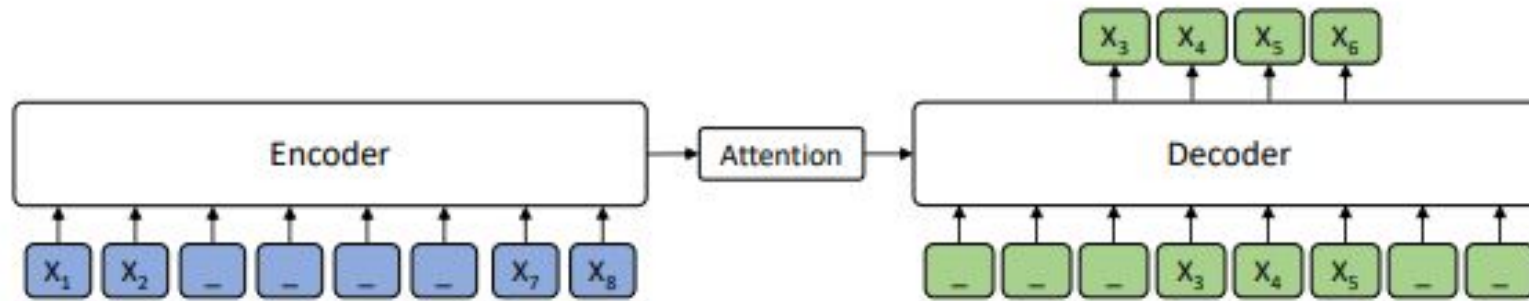 X₃ X₄ X₅ X₆
Encoder Attention Decoder
X₁ X₂ _ _ _ _ X₇ X₈ _ _ _ X₃ X₄ X₅ _ _